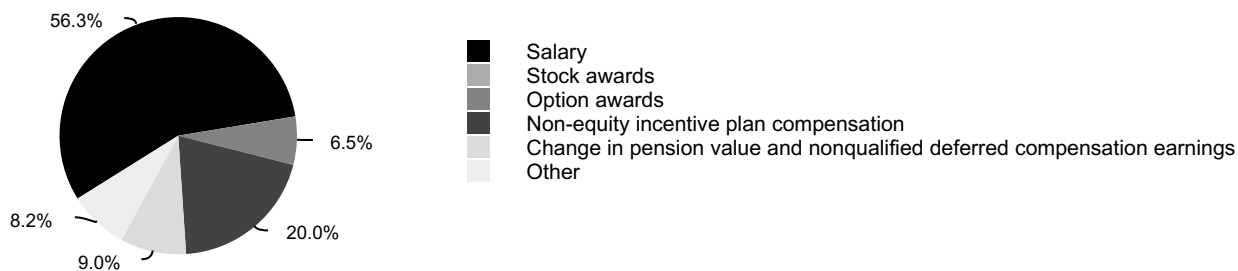 56.3%
6.5%
20.0%
9.0%
8.2%
Salary
Stock awards
Option awards
Non-equity incentive plan compensation
Change in pension value and nonqualified deferred compensation earnings
Other